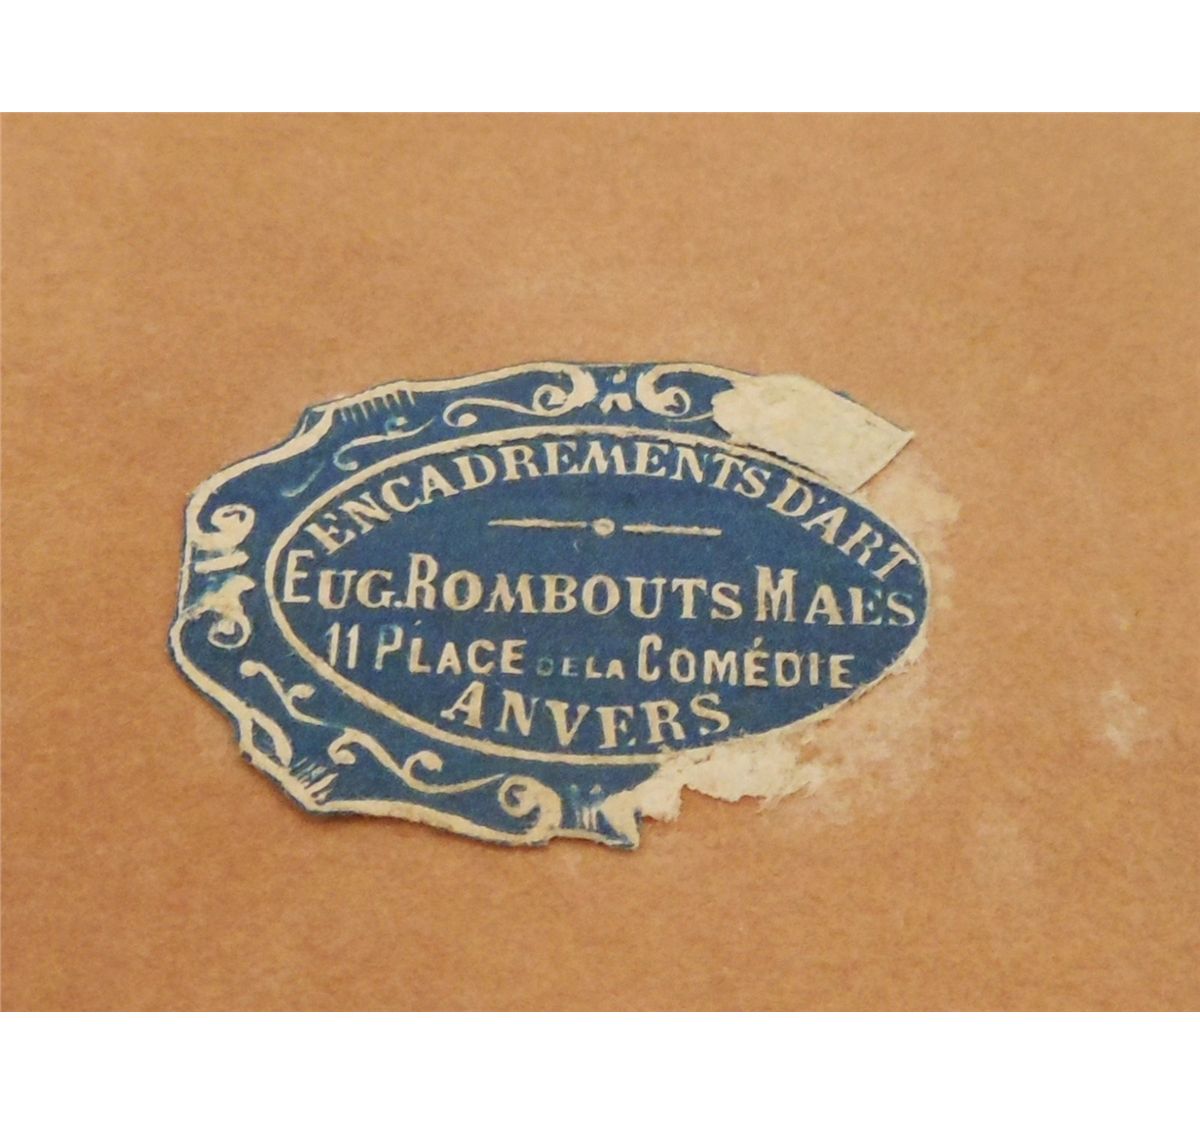 ENCADREMENTS D'ART
EUG. ROMBOUTS MAES
11 PLACE DE LA COMÉDIE
ANVERS